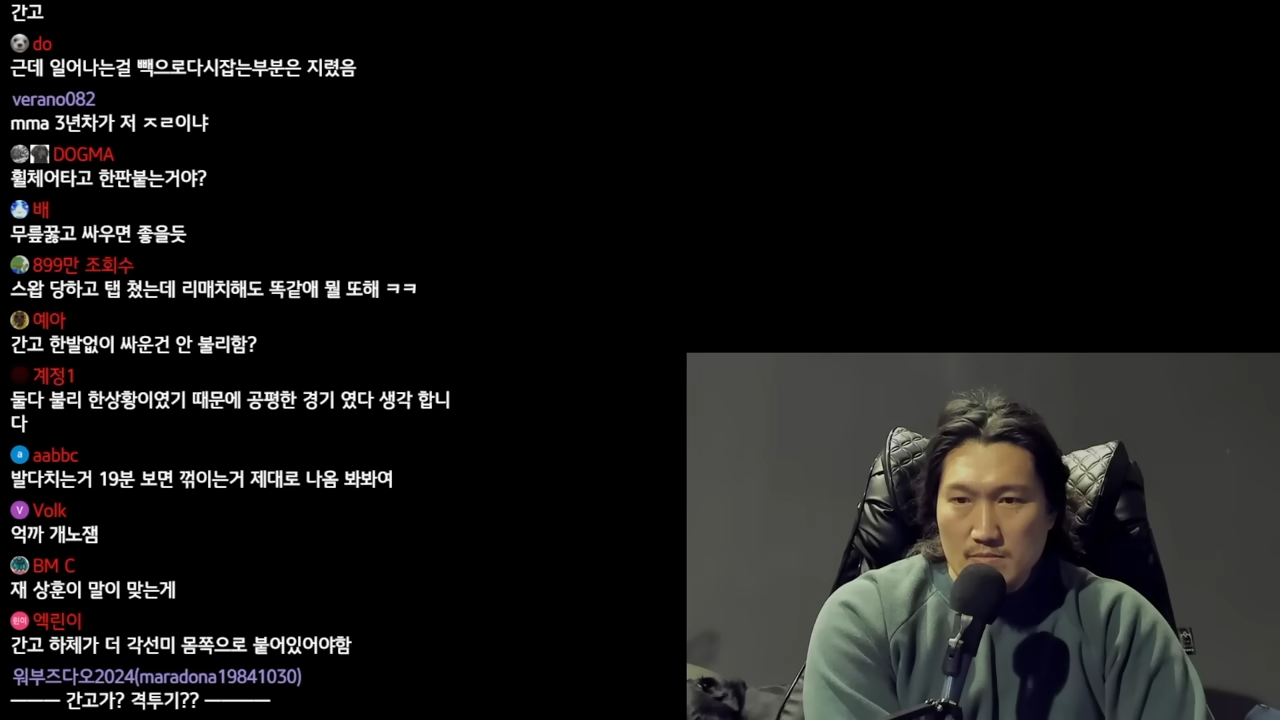 간고
do
근데 일어나는걸 빽으로다시잡는부분은 지렸음
verano082
mma 3년차가 저 ㅈㄹ이냐
DOGMA
휠체어타고 한판붙는거야?
배
무릎꿇고 싸우면 좋을듯
899만 조회수
스왑 당하고 탭 쳤는데 리매치해도 똑같애 뭘 또해 ㅋㅋ
예아
간고 한발없이 싸운건 안 불리함?
계정1
둘다 불리 한상황이였기 때문에 공평한 경기 였다 생각 합니
다
a aabbc
발다치는거 19분 보면 꺾이는거 제대로 나옴 봐봐여
V Volk
억까 개노잼
BM C
재 상훈이 말이 맞는게
린이 엑린이
간고 하체가 더 각선미 몸쪽으로 붙어있어야함
워부즈다오2024(maradona19841030)
——— 간고가? 격투기?? ————